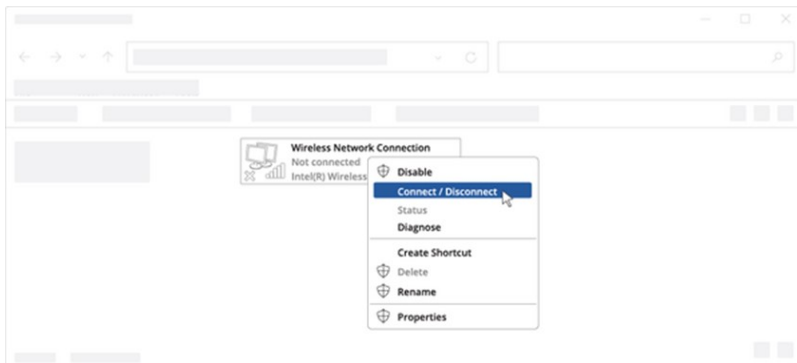 Wireless Network Connection
Not connected
Intel(R) Wireless
Disable
Connect / Disconnect
Status
Diagnose
Create Shortcut
Delete
Rename
Properties